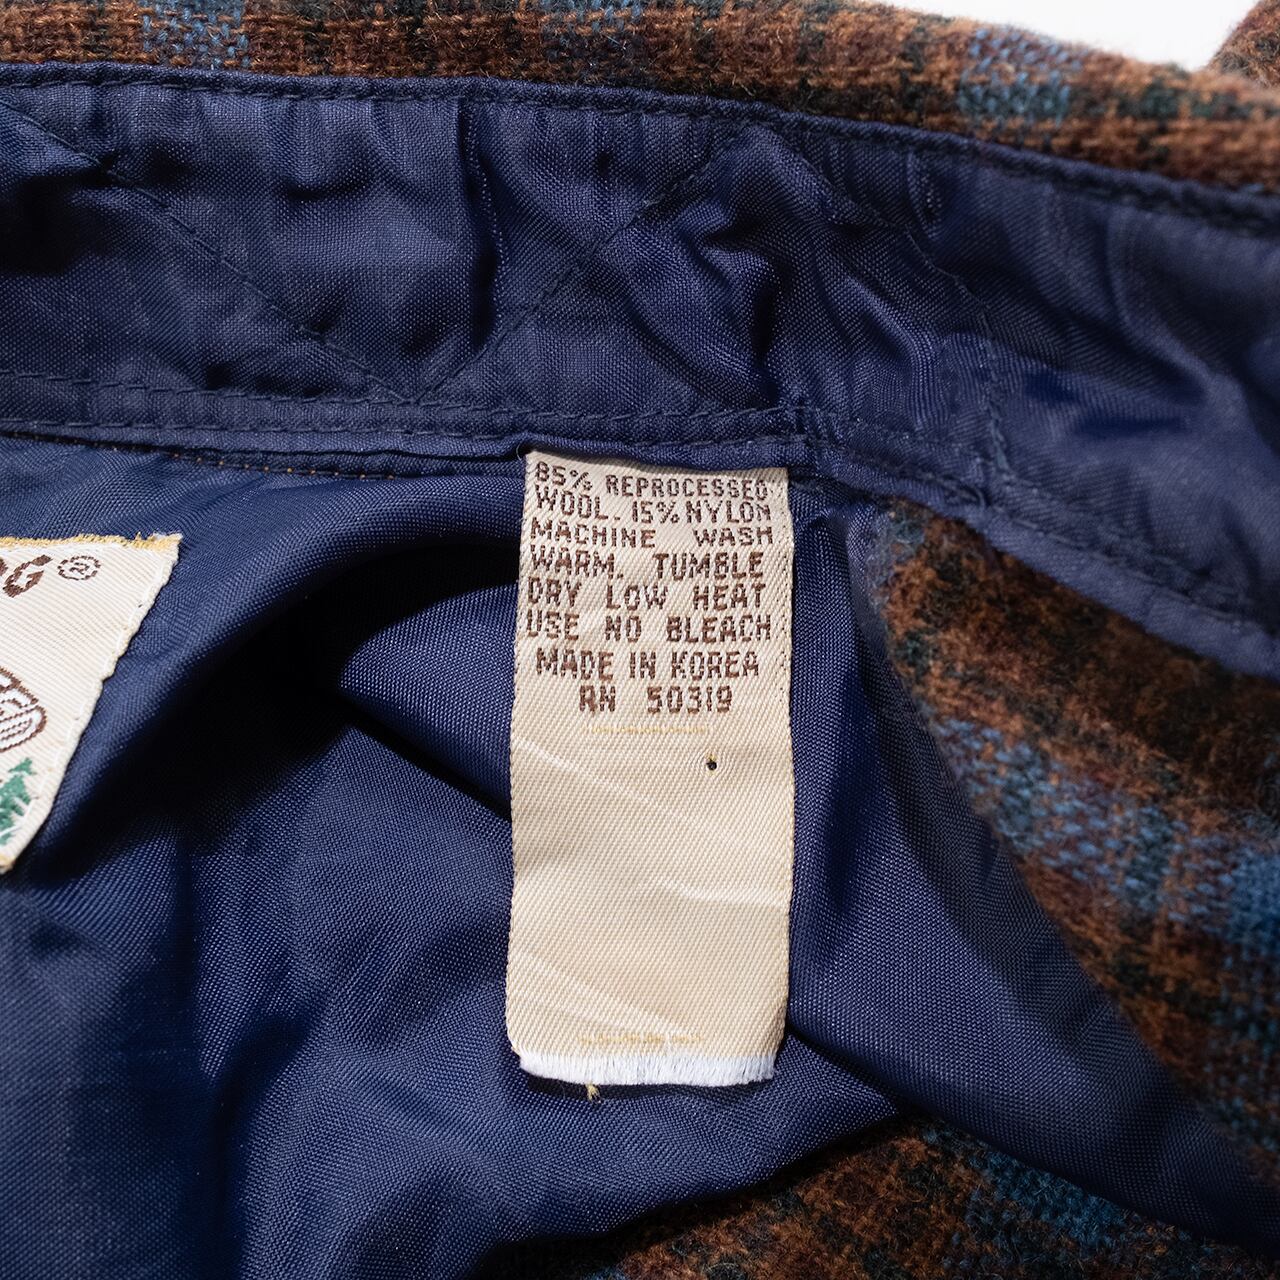 85% REPROCESSED
WOOL. 15% NYLON
MACHINE WASH
WARM. TUMBLE
DRY LOW HEAT
USE NO BLEACH
MADE IN KOREA
RN 50319